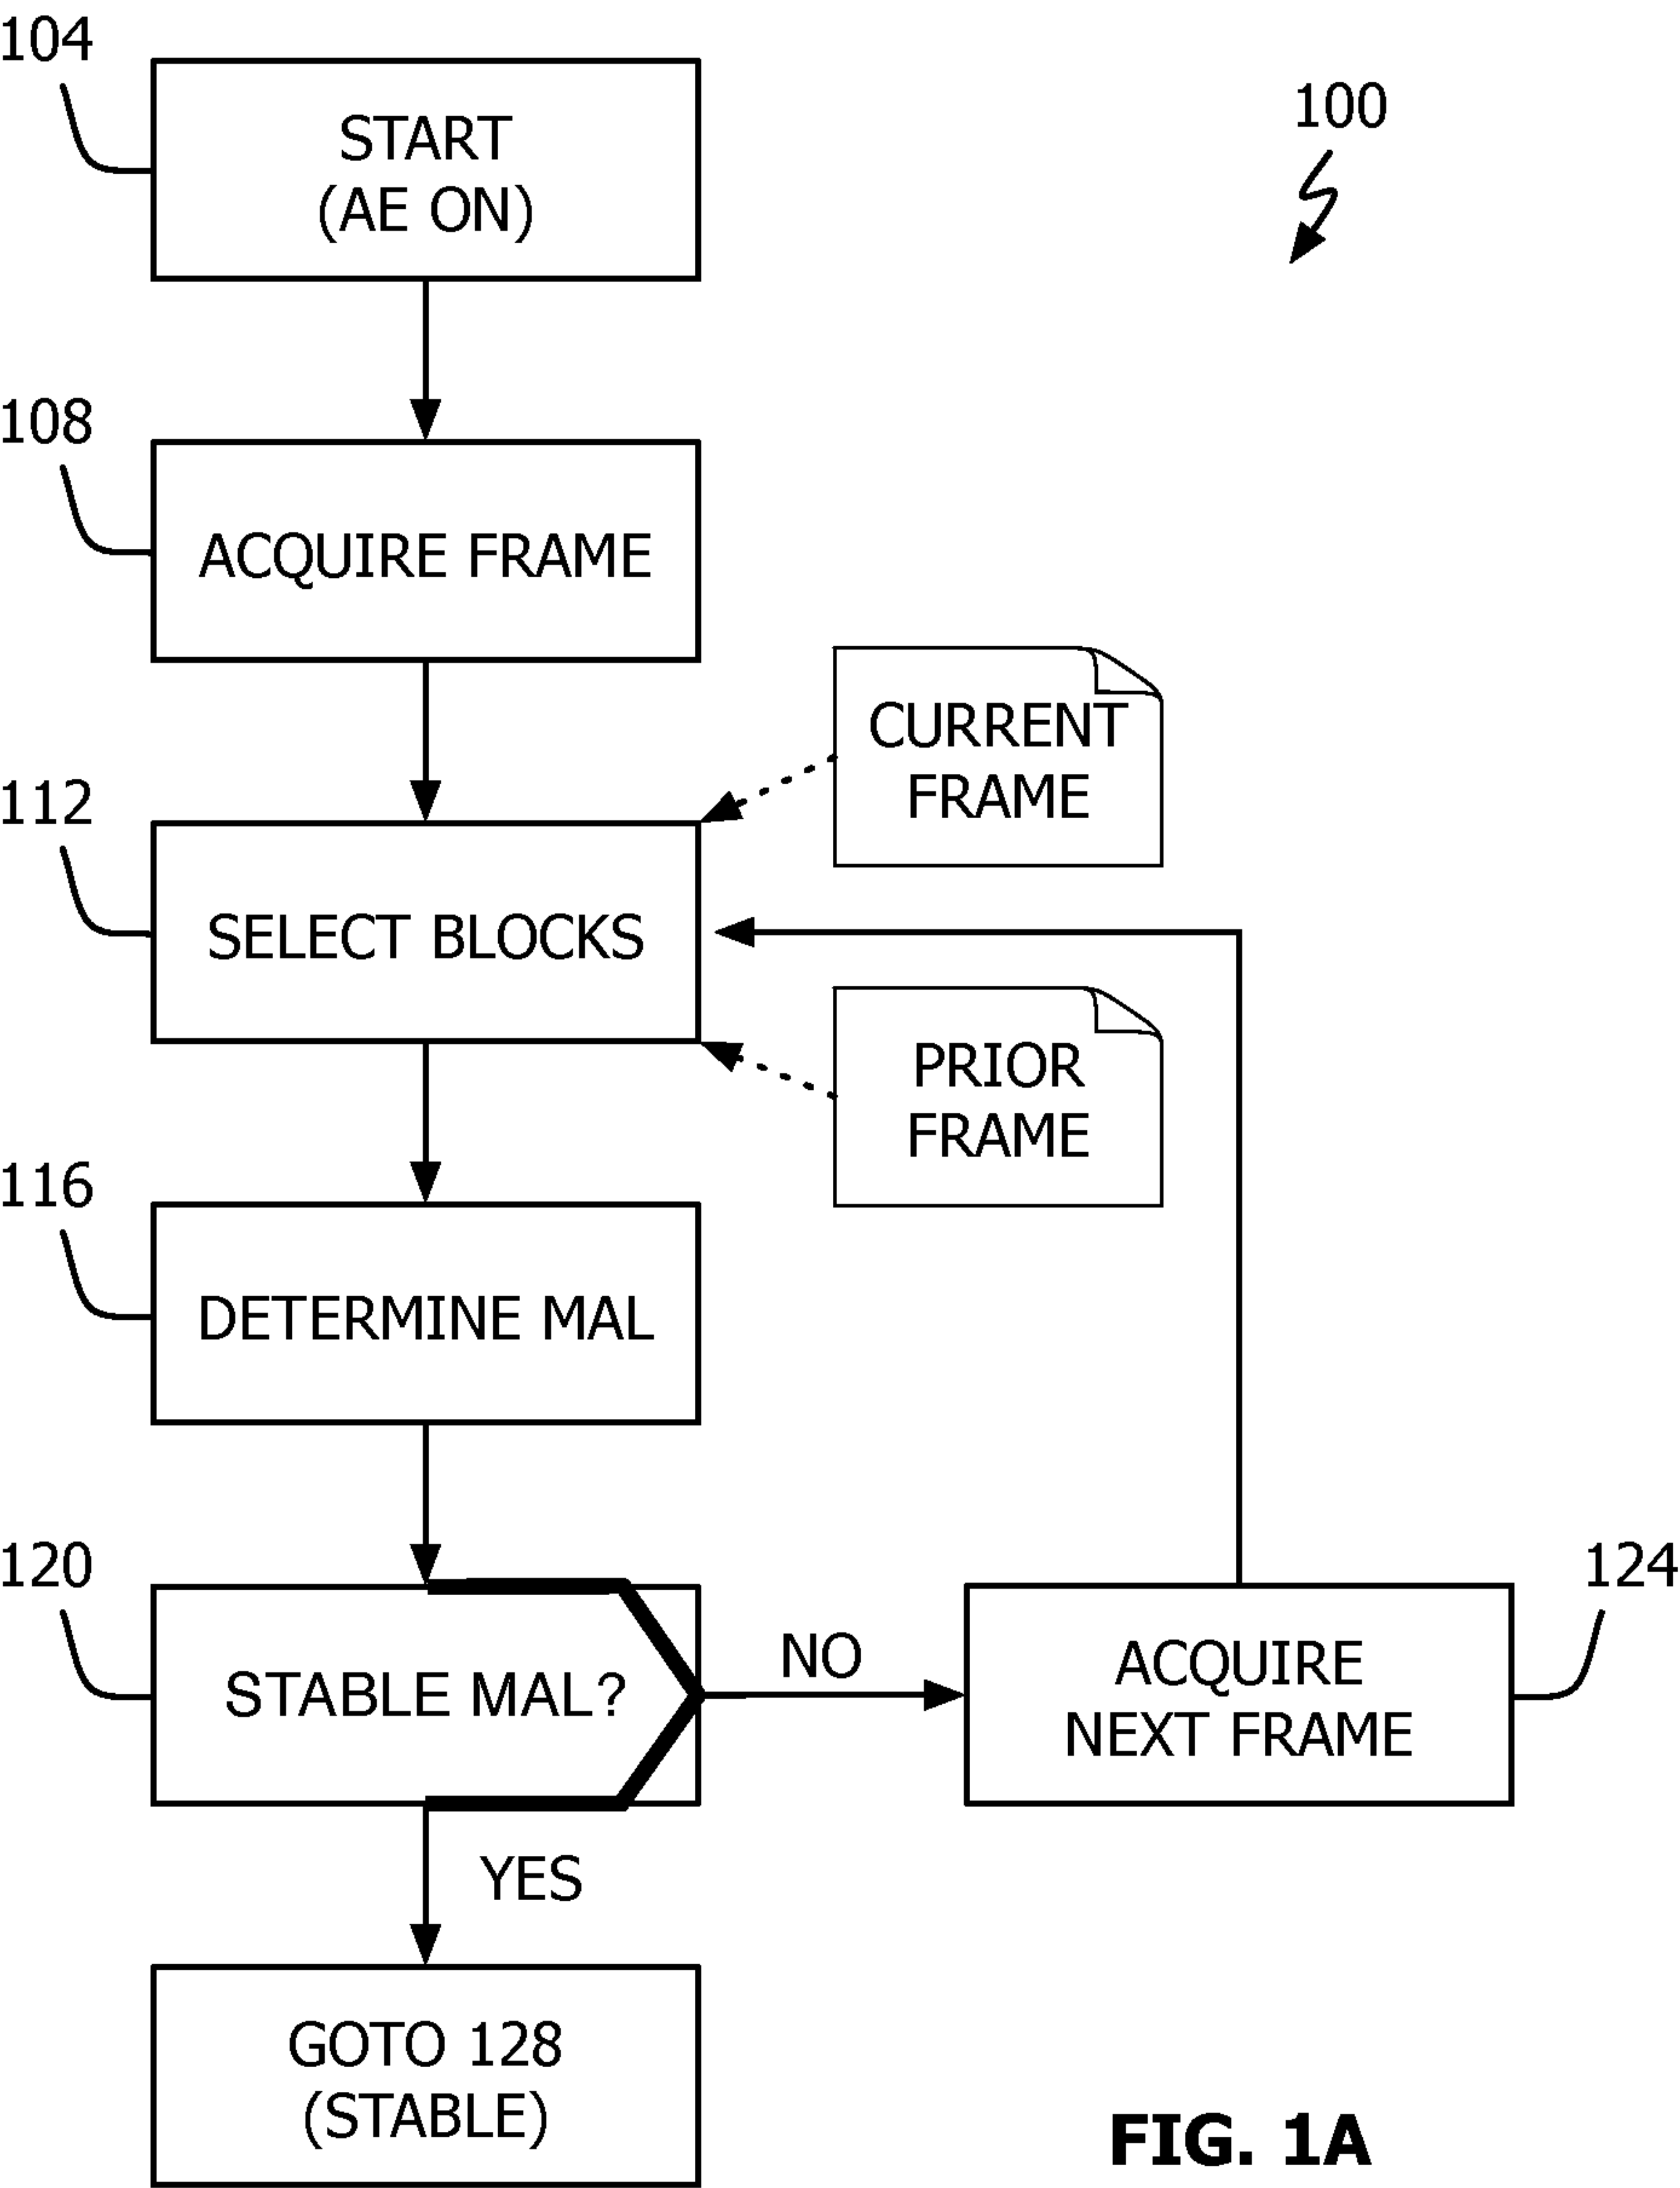 104
START
(AE ON)
100
108
ACQUIRE FRAME
CURRENT
FRAME
112
SELECT BLOCKS
PRIOR
FRAME
116
DETERMINE MAL
120
STABLE MAL?
NO
124
ACQUIRE
NEXT FRAME
YES
GOTO 128
(STABLE)
FIG. 1A